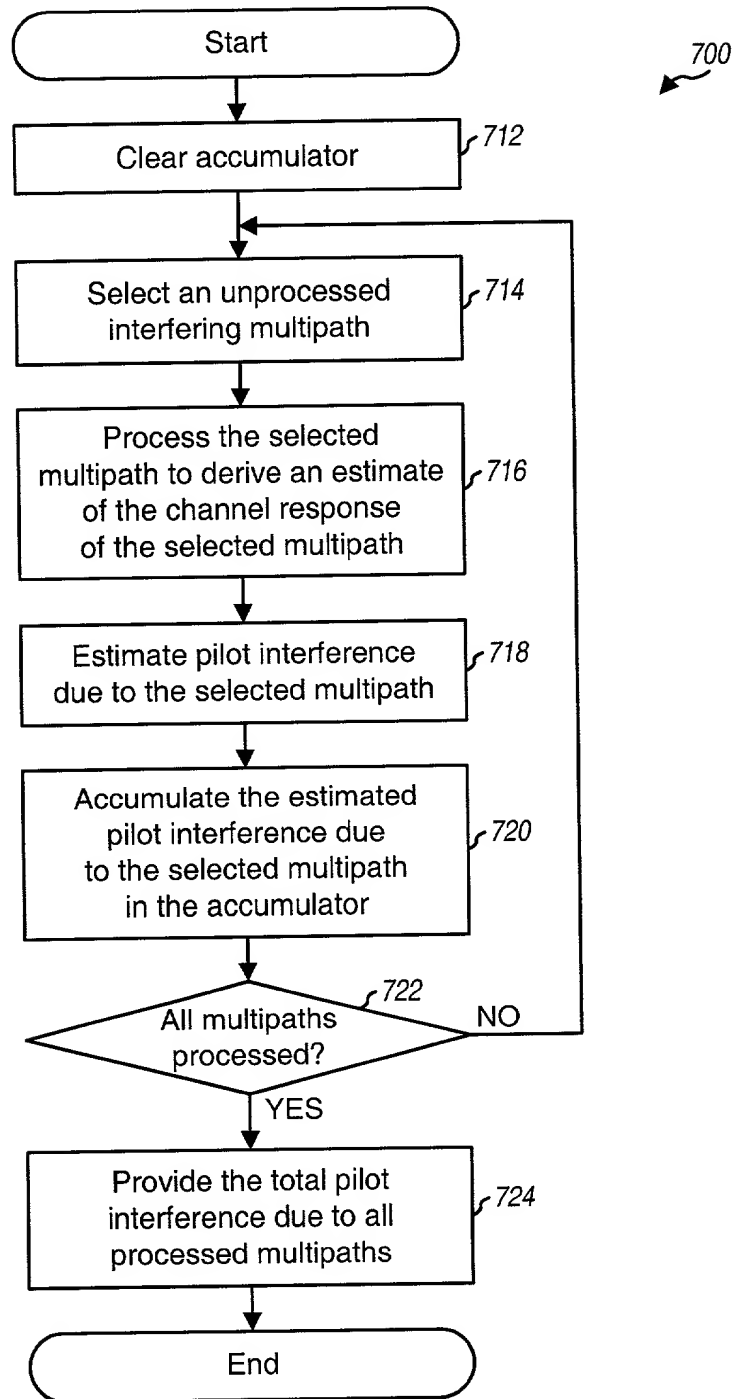 Start
700
Clear accumulator
712
Select an unprocessed
interfering multipath
714
Process the selected
multipath to derive an estimate
of the channel response
of the selected multipath
716
Estimate pilot interference
due to the selected multipath
718
Accumulate the estimated
pilot interference due
to the selected multipath
in the accumulator
720
722
All multipaths
processed?
NO
YES
Provide the total pilot
interference due to all
processed multipaths
724
End